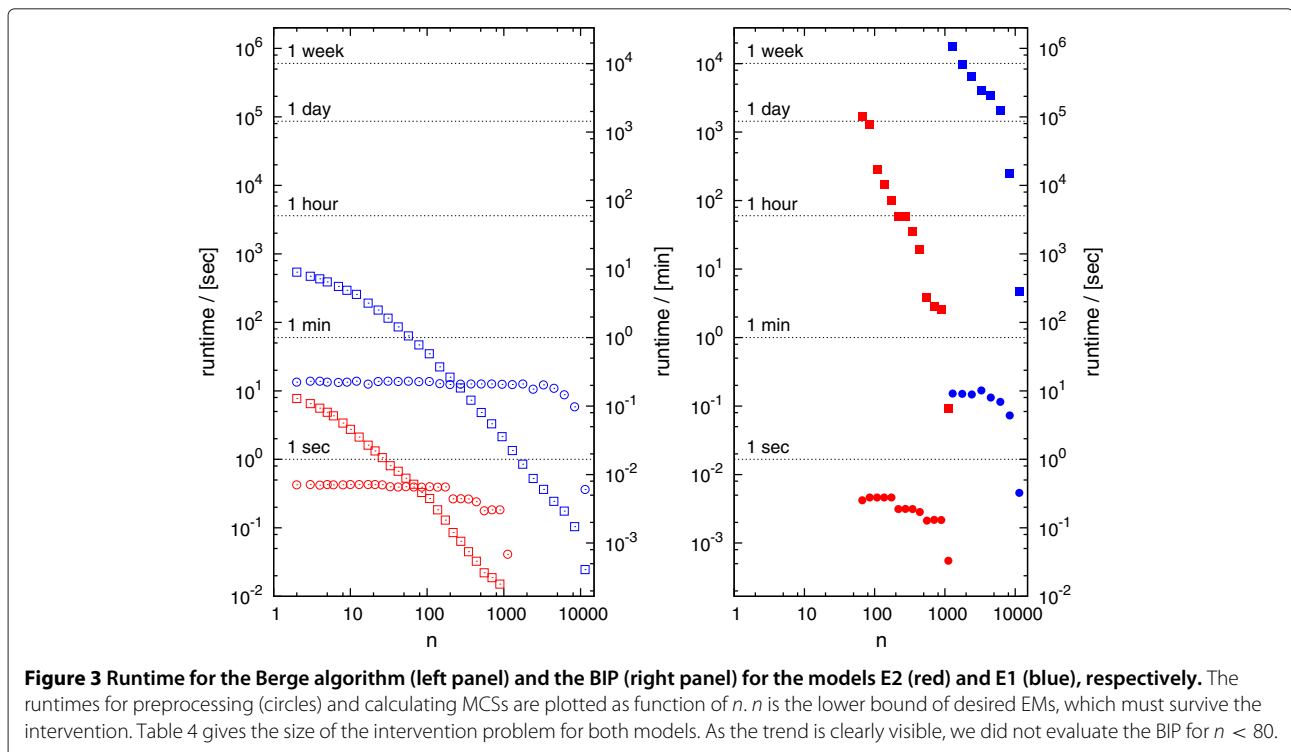 10^6
10^5
10^4
10^3
10^2
10^1
10^0
10^-1
10^-2
runtime / [sec]
1 week
1 day
1 hour
1 min
1 sec
10^4
10^3
10^2
10^1
10^0
10^-1
10^-2
10^-3
1 10 100 1000 10000
n
runtime / [min]
10^4
10^3
10^2
10^1
10^0
10^-1
10^-2
10^-3
1 week
1 day
1 hour
1 min
1 sec
10^6
10^5
10^4
10^3
10^2
10^1
10^0
10^-1
10^-2
runtime / [sec]
1 10 100 1000 10000
n
Figure 3 Runtime for the Berge algorithm (left panel) and the BIP (right panel) for the models E2 (red) and E1 (blue), respectively. The
runtimes for preprocessing (circles) and calculating MCSs are plotted as function of n. n is the lower bound of desired EMs, which must survive the
intervention. Table 4 gives the size of the intervention problem for both models. As the trend is clearly visible, we did not evaluate the BIP for n < 80.